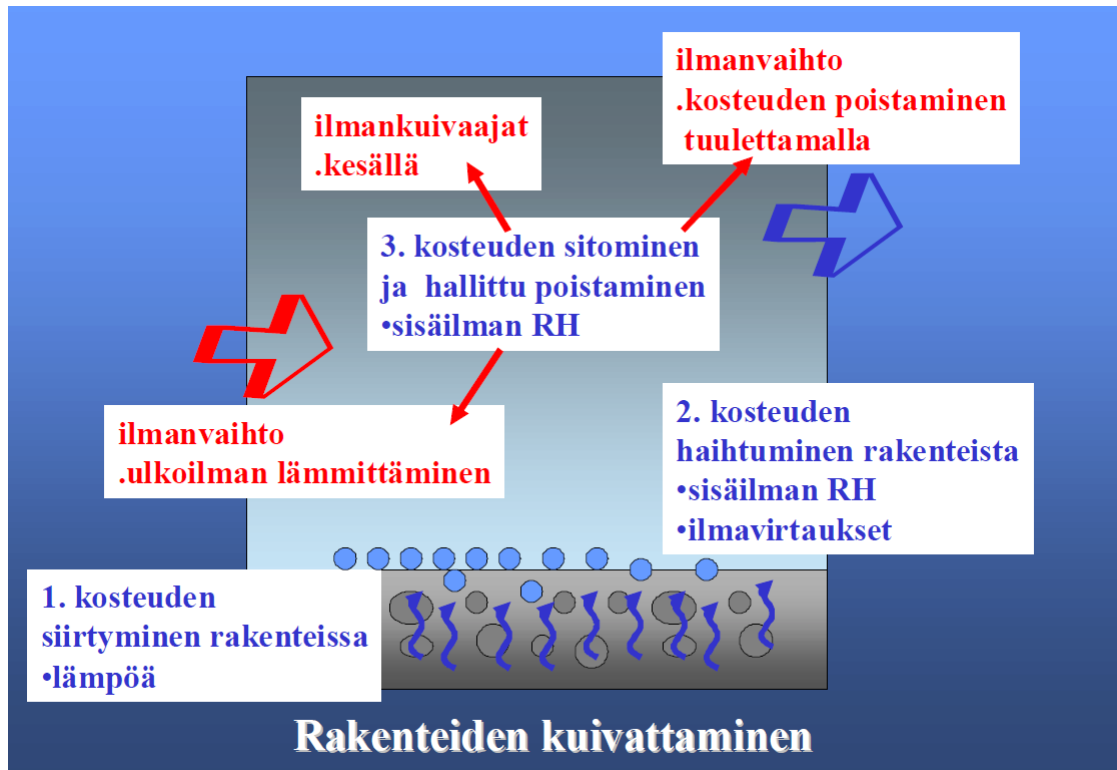 ilmanvaihto
.kosteuden poistaminen
tuulettamalla
ilmankuivaajat
.kesällä
3. kosteuden sitominen
ja hallittu poistaminen
•sisäilman RH
ilmanvaihto
.ulkoilman lämmittäminen
2. kosteuden
haihtuminen rakenteista
•sisäilman RH
•ilmavirtaukset
1. kosteuden
siirtyminen rakenteissa
•lämpöä
Rakenteiden kuivattaminen